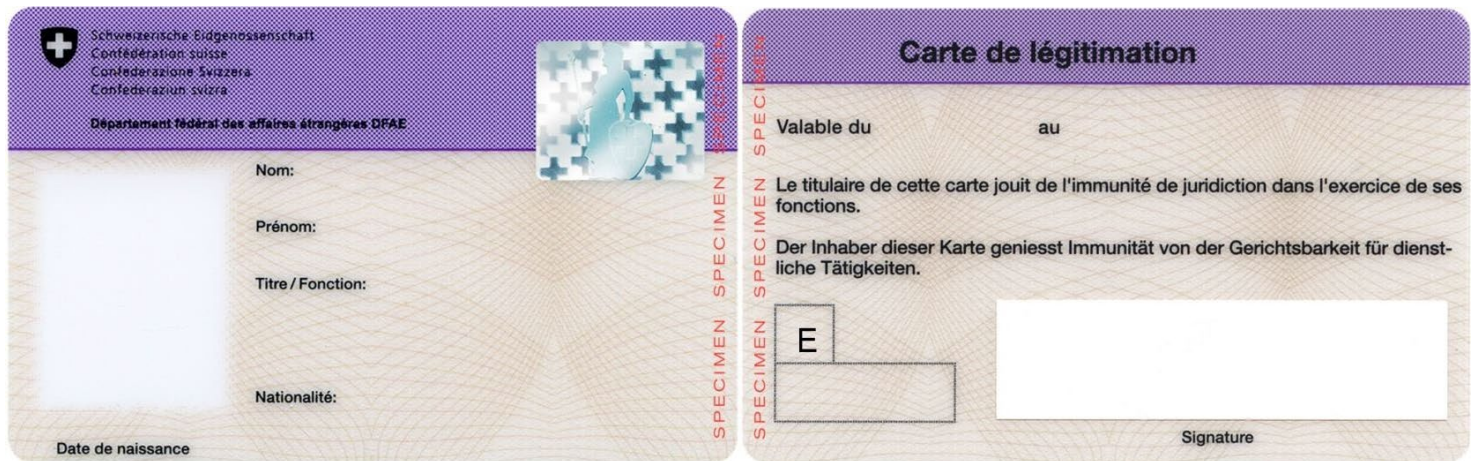 Schweizerische Eidgenossenschaft
Confédération suisse
Confederazione Svizzera
Confederaziun svizra
Département fédéral des affaires étrangères DFAE
Nom:
Prénom:
Titre / Fonction:
Nationalité:
Date de naissance
SPECIMEN SPECIMEN SPECIMEN
SPECIMEN SPECIMEN SPECIMEN
Carte de légitimation
Valable du au
Le titulaire de cette carte jouit de l'immunité de juridiction dans l'exercice de ses
fonctions.
Der Inhaber dieser Karte geniesst Immunität von der Gerichtsbarkeit für dienst-
liche Tätigkeiten.
E
Signature